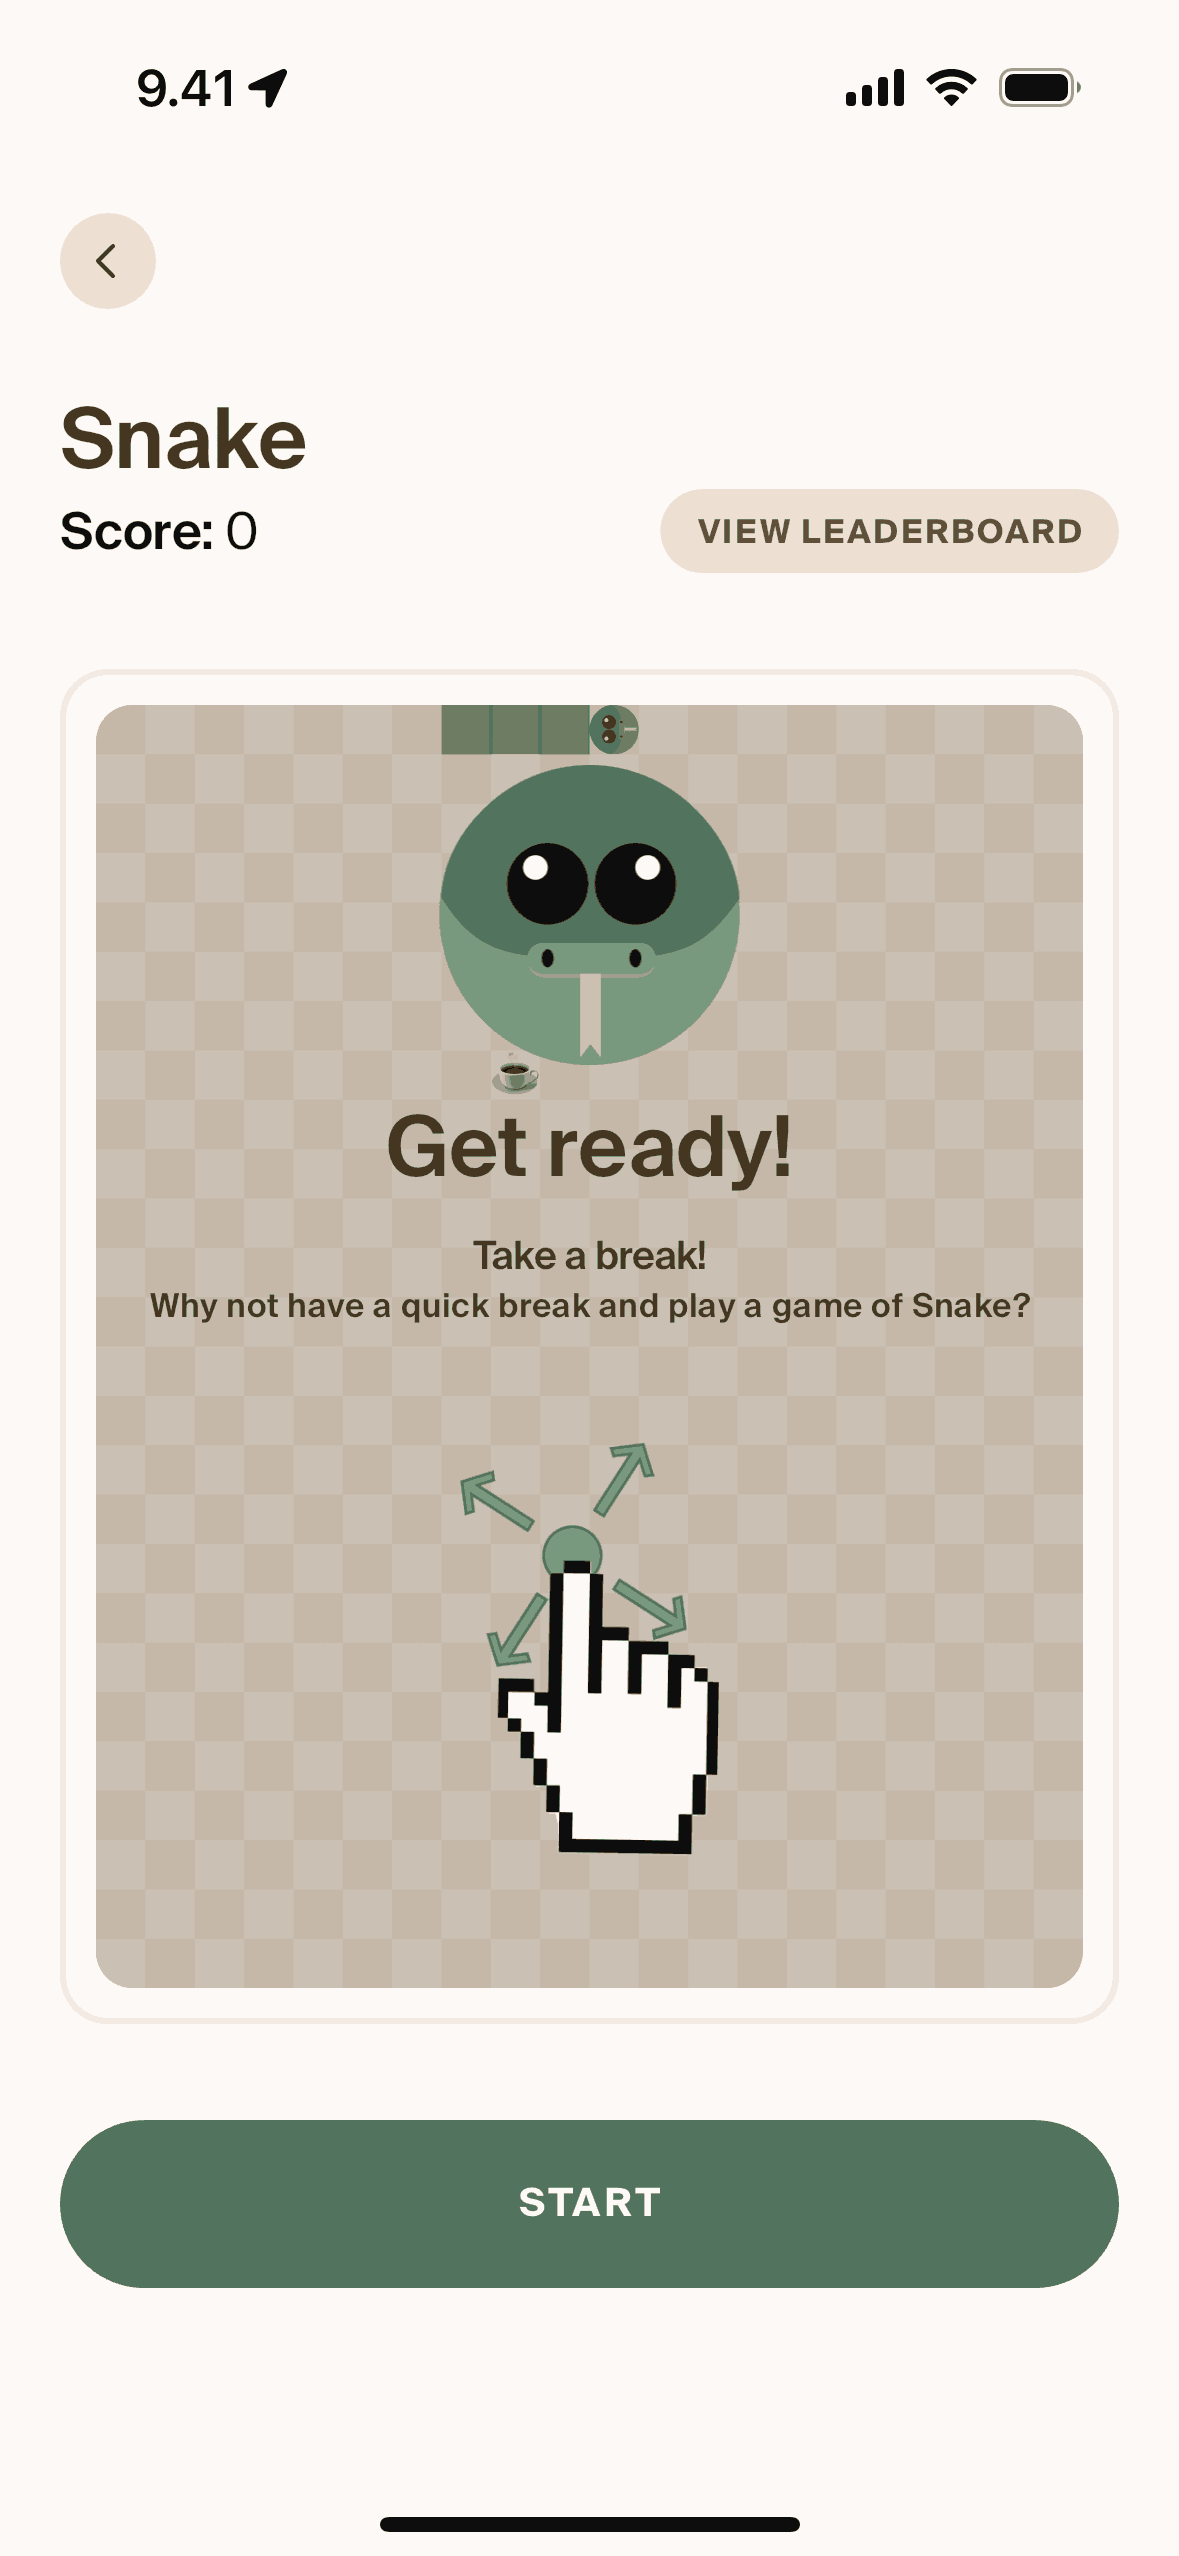 9.41
Snake
Score: 0
VIEW LEADERBOARD
Get ready!
Take a break!
Why not have a quick break and play a game of Snake?
START